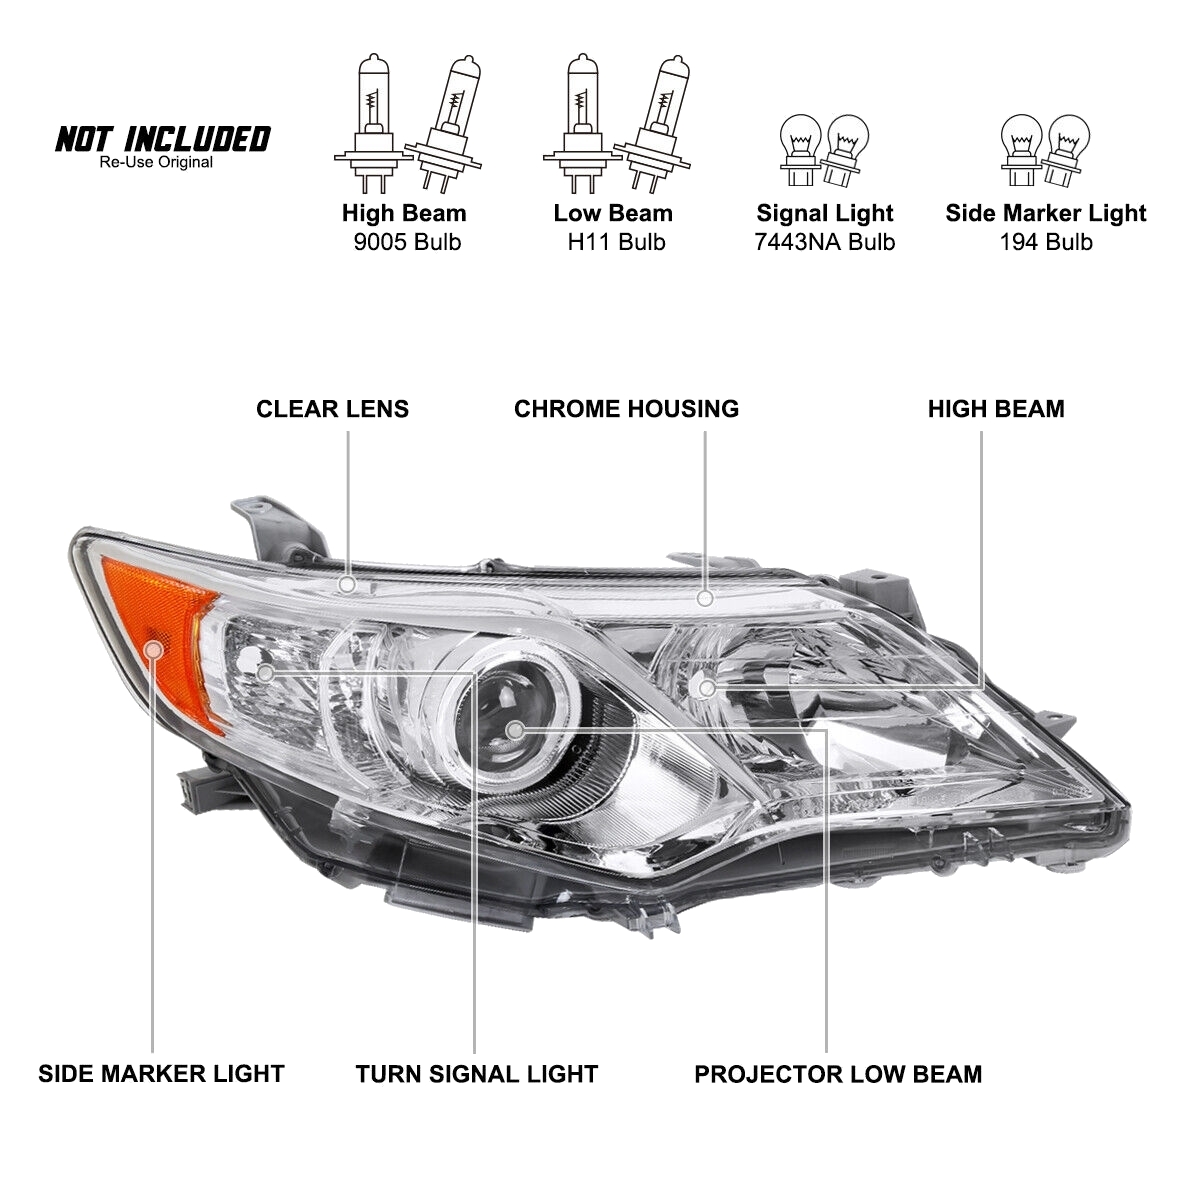 NOT INCLUDED
Re-Use Original
High Beam
9005 Bulb
Low Beam
H11 Bulb
Signal Light
7443NA Bulb
Side Marker Light
194 Bulb
CLEAR LENS
CHROME HOUSING
HIGH BEAM
SIDE MARKER LIGHT
TURN SIGNAL LIGHT
PROJECTOR LOW BEAM